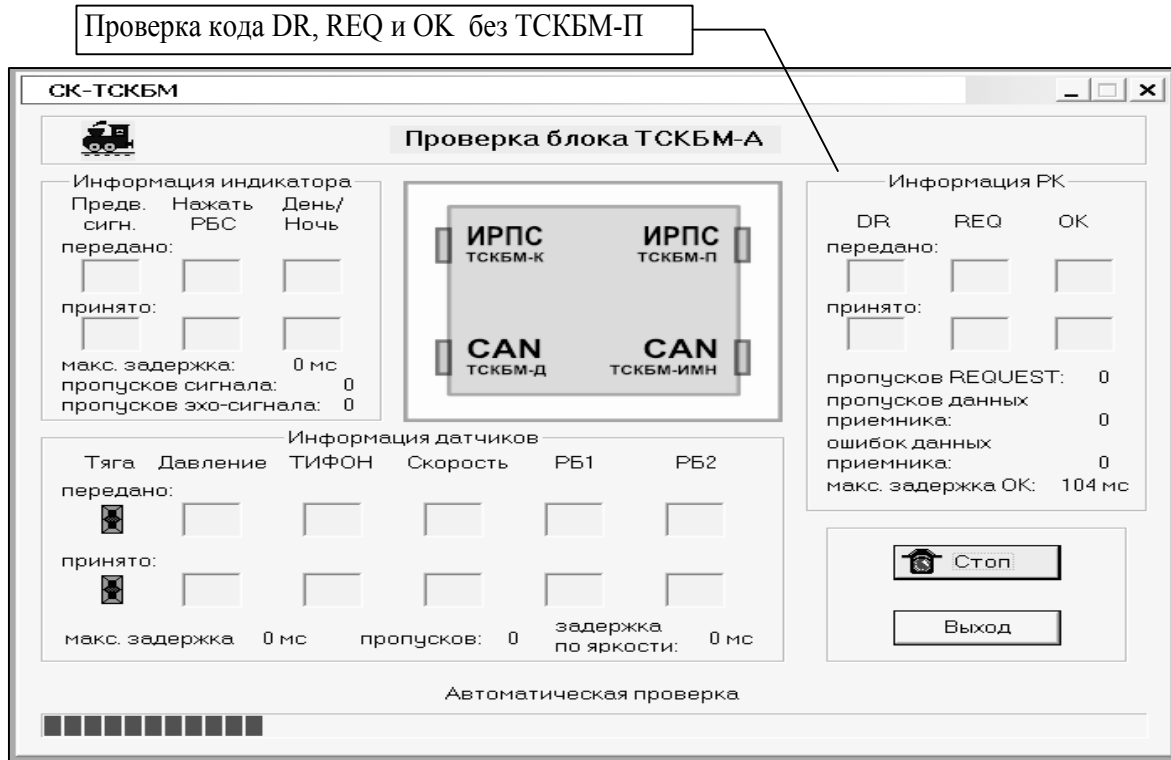 Проверка кода DR, REQ и OK без ТСКБМ-П
СК-ТСКБМ
Проверка блока ТСКБМ-А
Информация индикатора
Предв. сигн.
Нажать РБС
День/ Ночь
передано:
принято:
макс. задержка: 0 мс
пропусков сигнала: 0
пропусков эхо-сигнала: 0
ИРПС
ТСКБМ-К
ИРПС
ТСКБМ-П
CAN
ТСКБМ-Д
CAN
ТСКБМ-ИМН
Информация РК
DR REQ OK
передано:
принято:
пропусков REQUEST: 0
пропусков данных
приемника: 0
ошибок данных
приемника: 0
макс. задержка ОК: 104 мс
Информация датчиков
Тяга Давление ТИФОН Скорость РБ1 РБ2
передано:
принято:
макс. задержка 0 мс пропусков: 0 задержка по яркости: 0 мс
Стоп
Выход
Автоматическая проверка